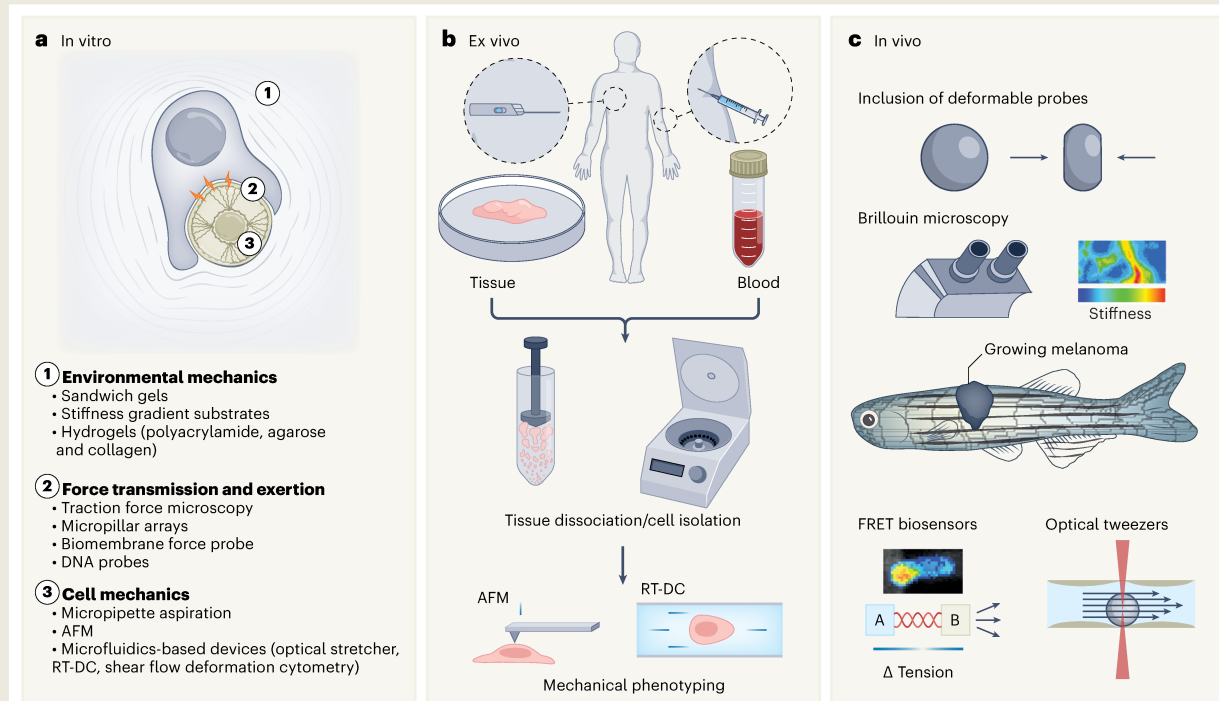 a In vitro
1
2
3
1 Environmental mechanics
• Sandwich gels
• Stiffness gradient substrates
• Hydrogels (polyacrylamide, agarose
and collagen)
2 Force transmission and exertion
• Traction force microscopy
• Micropillar arrays
• Biomembrane force probe
• DNA probes
3 Cell mechanics
• Micropipette aspiration
• AFM
• Microfluidics-based devices (optical stretcher,
RT-DC, shear flow deformation cytometry)
b Ex vivo
Tissue
Blood
Tissue dissociation/cell isolation
AFM
RT-DC
Mechanical phenotyping
c In vivo
Inclusion of deformable probes
Brillouin microscopy
Stiffness
Growing melanoma
FRET biosensors
Optical tweezers
A
B
Δ Tension